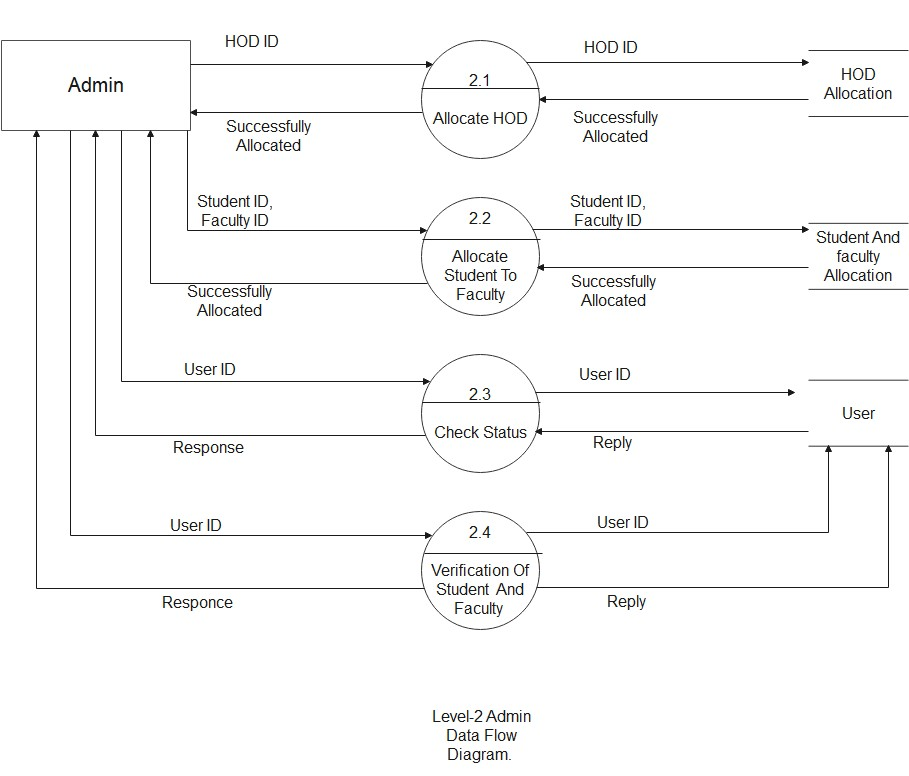 HOD ID
HOD ID
Admin
2.1
Allocate HOD
HOD
Allocation
Successfully
Allocated
Successfully
Allocated
Student ID,
Faculty ID
2.2
Allocate
Student To
Faculty
Student ID,
Faculty ID
Student And
faculty
Allocation
Successfully
Allocated
Successfully
Allocated
User ID
2.3
Check Status
User ID
User
Response
Reply
User ID
2.4
Verification Of
Student And
Faculty
User ID
Responce
Reply
Level-2 Admin
Data Flow
Diagram.